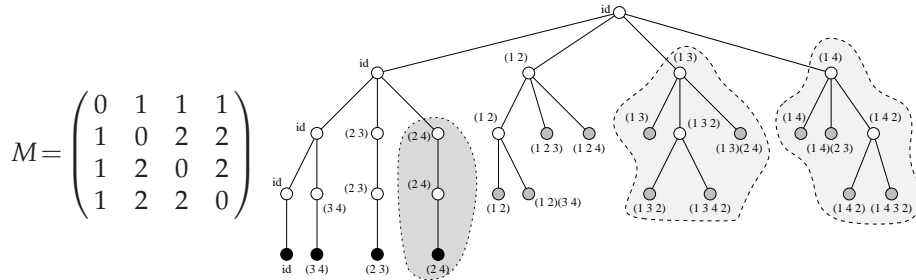 id
id
(1 2)
(1 3)
(1 4)
M = ( 0 1 1 1
1 0 2 2
1 2 0 2
1 2 2 0 )
id
(2 3)
(2 4)
(1 2)
(1 2 3)
(1 2 4)
(1 3)
(1 3 2)
(1 3)(2 4)
(1 4)
(1 4)(2 3)
(1 4 2)
id
(3 4)
(2 3)
(2 4)
(1 2)
(1 2)(3 4)
(1 3 2)
(1 3 4 2)
(1 4 2)
(1 4 3 2)
id
(3 4)
(2 3)
(2 4)